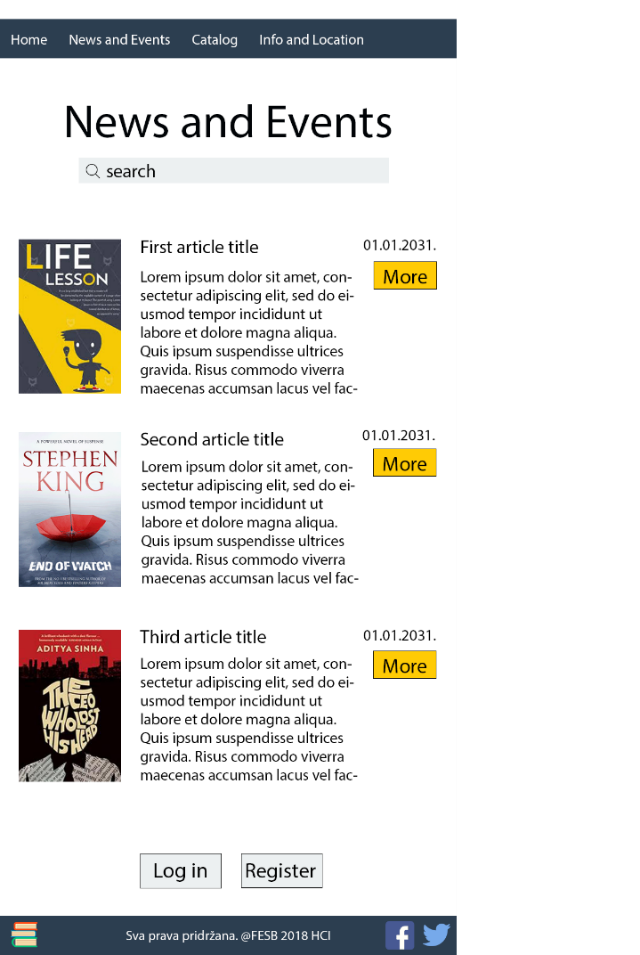 Home News and Events Catalog Info and Location
News and Events
search
LIFE
LESSON
First article title
01.01.2031.
More
Lorem ipsum dolor sit amet, con-
sectetur adipiscing elit, sed do ei-
usmod tempor incididunt ut
labore et dolore magna aliqua.
Quis ipsum suspendisse ultrices
gravida. Risus commodo viverra
maecenas accumsan lacus vel fac-
A POWERFUL NOVEL OF SUSPENSE
STEPHEN
KING
END OF WATCH
Second article title
01.01.2031.
More
Lorem ipsum dolor sit amet, con-
sectetur adipiscing elit, sed do ei-
usmod tempor incididunt ut
labore et dolore magna aliqua.
Quis ipsum suspendisse ultrices
gravida. Risus commodo viverra
maecenas accumsan lacus vel fac-
ADITYA SINHA
THE
CEO
WHO LOST
HIS HEAD
Third article title
01.01.2031.
More
Lorem ipsum dolor sit amet, con-
sectetur adipiscing elit, sed do ei-
usmod tempor incididunt ut
labore et dolore magna aliqua.
Quis ipsum suspendisse ultrices
gravida. Risus commodo viverra
maecenas accumsan lacus vel fac-
Log in Register
Sva prava pridržana. @FESB 2018 HCI